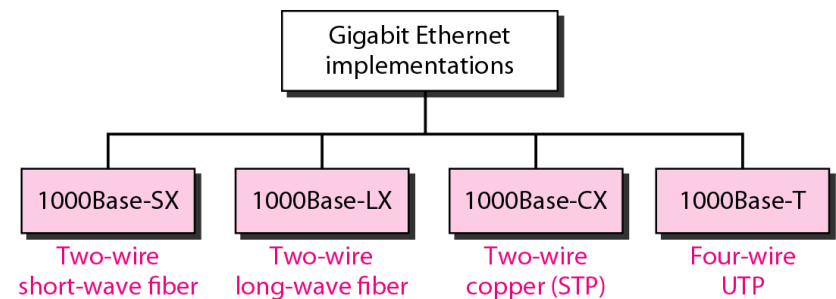 Gigabit Ethernet
implementations
1000Base-SX
1000Base-LX
1000Base-CX
1000Base-T
Two-wire
short-wave fiber
Two-wire
long-wave fiber
Two-wire
copper (STP)
Four-wire
UTP